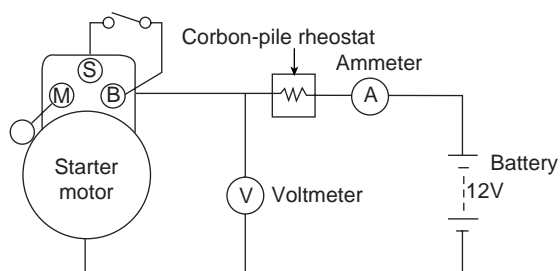 Corbon-pile rheostat
Ammeter
S
M
B
A
Starter
motor
V
Voltmeter
Battery
12V